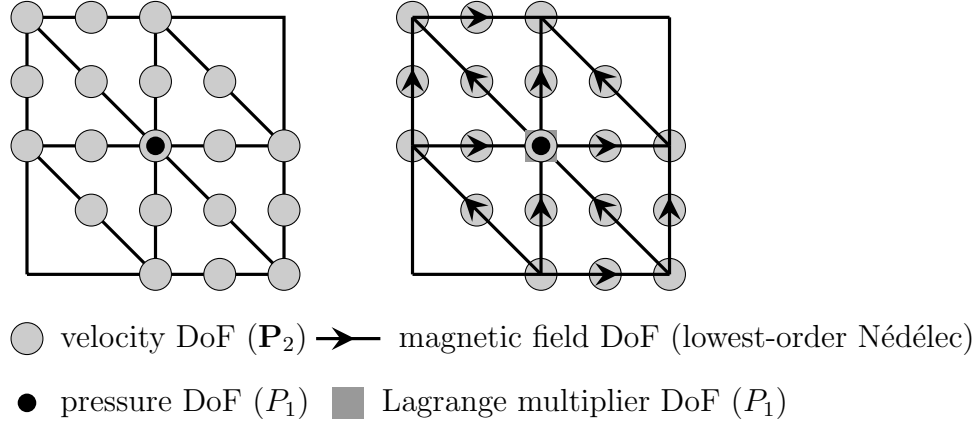 velocity DoF (𝐏₂) magnetic field DoF (lowest-order Nédélec)
pressure DoF (P₁) Lagrange multiplier DoF (P₁)